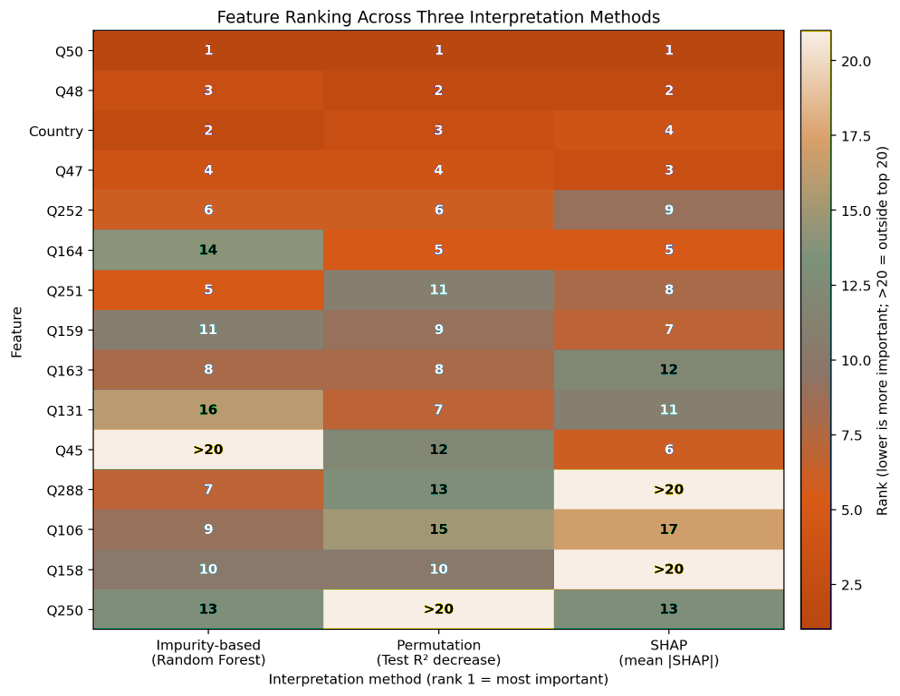 Feature Ranking Across Three Interpretation Methods
Q50 1 1 1
Q48 3 2 2
Country 2 3 4
Q47 4 4 3
Q252 6 6 9
Q164 14 5 5
Q251 5 11 8
Q159 11 9 7
Q163 8 8 12
Q131 16 7 11
Q45 >20 12 6
Q288 7 13 >20
Q106 9 15 17
Q158 10 10 >20
Q250 13 >20 13
Feature
Impurity-based
(Random Forest)
Permutation
(Test R² decrease)
SHAP
(mean |SHAP|)
Interpretation method (rank 1 = most important)
20.0
17.5
15.0
12.5
10.0
7.5
5.0
2.5
Rank (lower is more important; >20 = outside top 20)